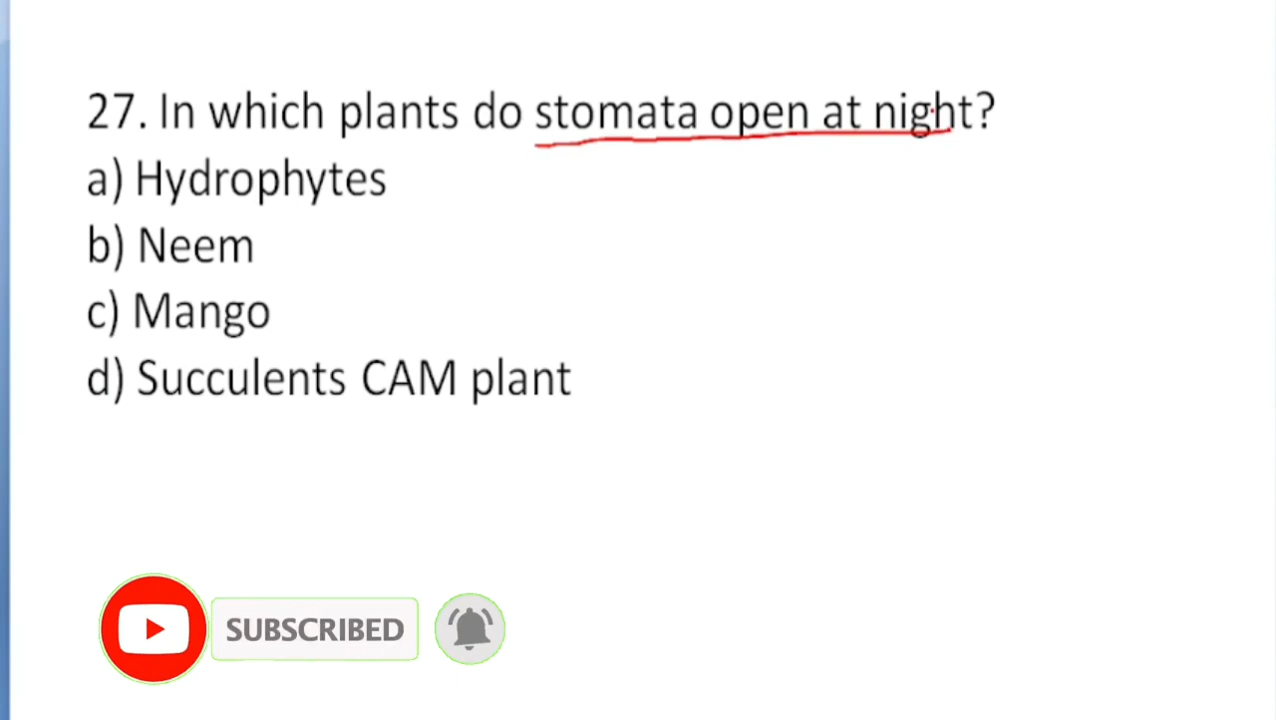 27. In which plants do stomata open at night?
a) Hydrophytes
b) Neem
c) Mango
d) Succulents CAM plant
SUBSCRIBED